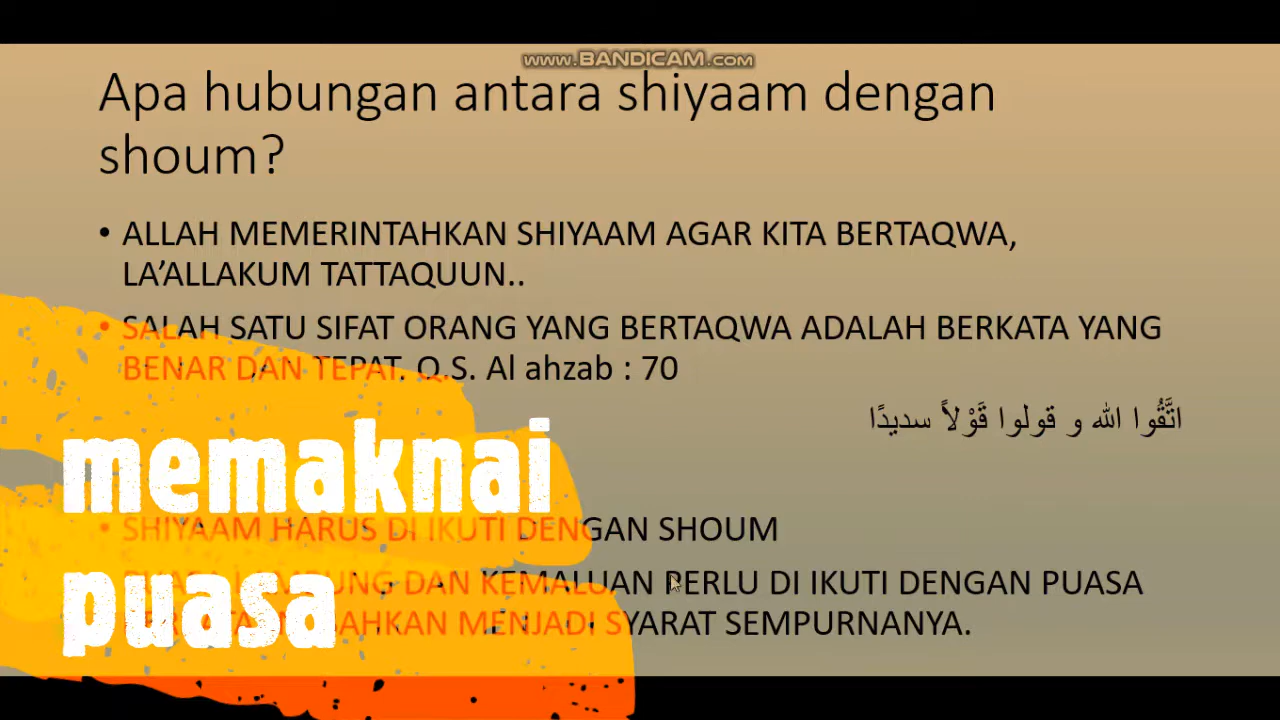 www.BANDICAM.com
Apa hubungan antara shiyaam dengan
shoum?
• ALLAH MEMERINTAHKAN SHIYAAM AGAR KITA BERTAQWA,
LA’ALLAKUM TATTAQUUN..
• SALAH SATU SIFAT ORANG YANG BERTAQWA ADALAH BERKATA YANG
BENAR DAN TEPAT. Q.S. Al ahzab : 70
اتَّقُوا الله و قولوا قَوْلاً سديدًا
memaknai
• SHIYAAM HARUS DI IKUTI DENGAN SHOUM
puasa
DAN KEMALUAN PERLU DI IKUTI DENGAN PUASA
MENJADI SYARAT SEMPURNANYA.